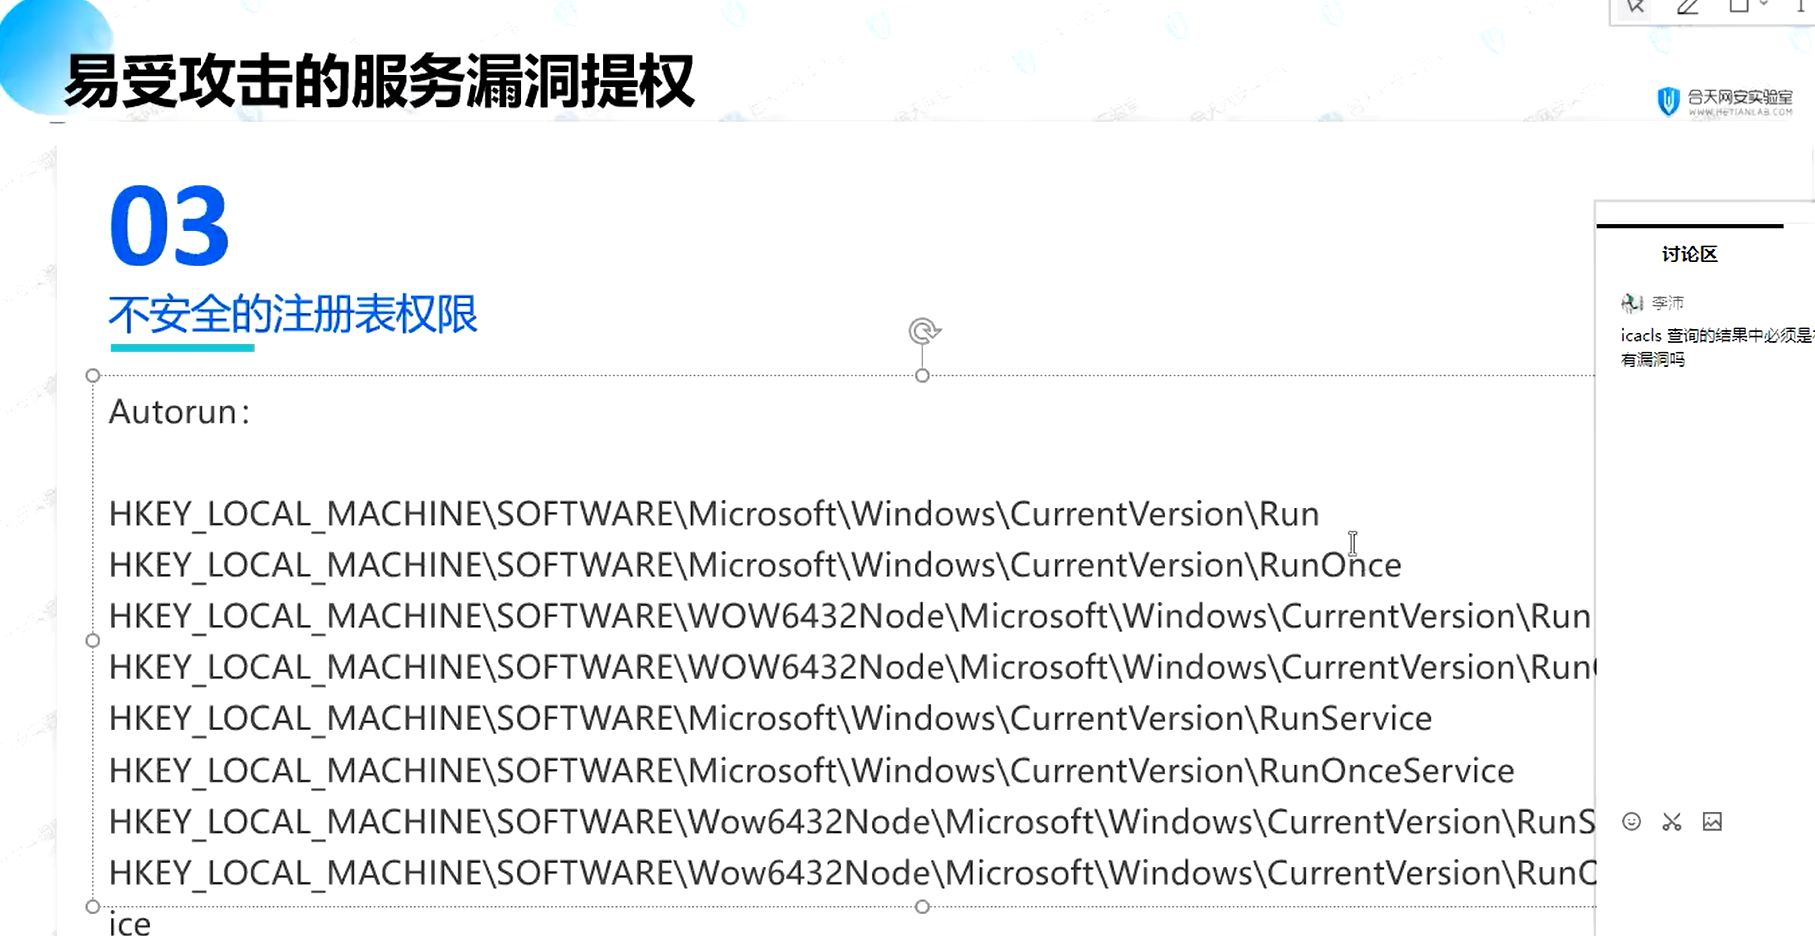 易受攻击的服务漏洞提权
合天网安实验室
WWW.HETIANLAB.COM
03
不安全的注册表权限
Autorun:
HKEY_LOCAL_MACHINE\SOFTWARE\Microsoft\Windows\CurrentVersion\Run
HKEY_LOCAL_MACHINE\SOFTWARE\Microsoft\Windows\CurrentVersion\RunOnce
HKEY_LOCAL_MACHINE\SOFTWARE\WOW6432Node\Microsoft\Windows\CurrentVersion\Run
HKEY_LOCAL_MACHINE\SOFTWARE\WOW6432Node\Microsoft\Windows\CurrentVersion\Run
HKEY_LOCAL_MACHINE\SOFTWARE\Microsoft\Windows\CurrentVersion\RunService
HKEY_LOCAL_MACHINE\SOFTWARE\Microsoft\Windows\CurrentVersion\RunOnceService
HKEY_LOCAL_MACHINE\SOFTWARE\Wow6432Node\Microsoft\Windows\CurrentVersion\RunS
HKEY_LOCAL_MACHINE\SOFTWARE\Wow6432Node\Microsoft\Windows\CurrentVersion\RunO
ice
讨论区
李沛
icacls 查询的结果中必须是
有漏洞吗